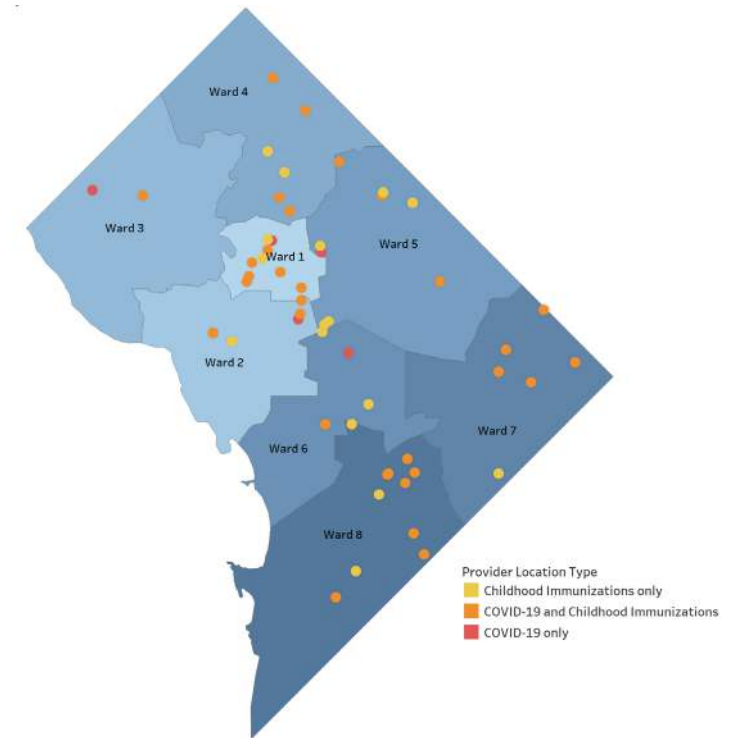 Ward 4
Ward 3
Ward 5
Ward 1
Ward 2
Ward 7
Ward 6
Ward 8
Provider Location Type
Childhood Immunizations only
COVID-19 and Childhood Immunizations
COVID-19 only